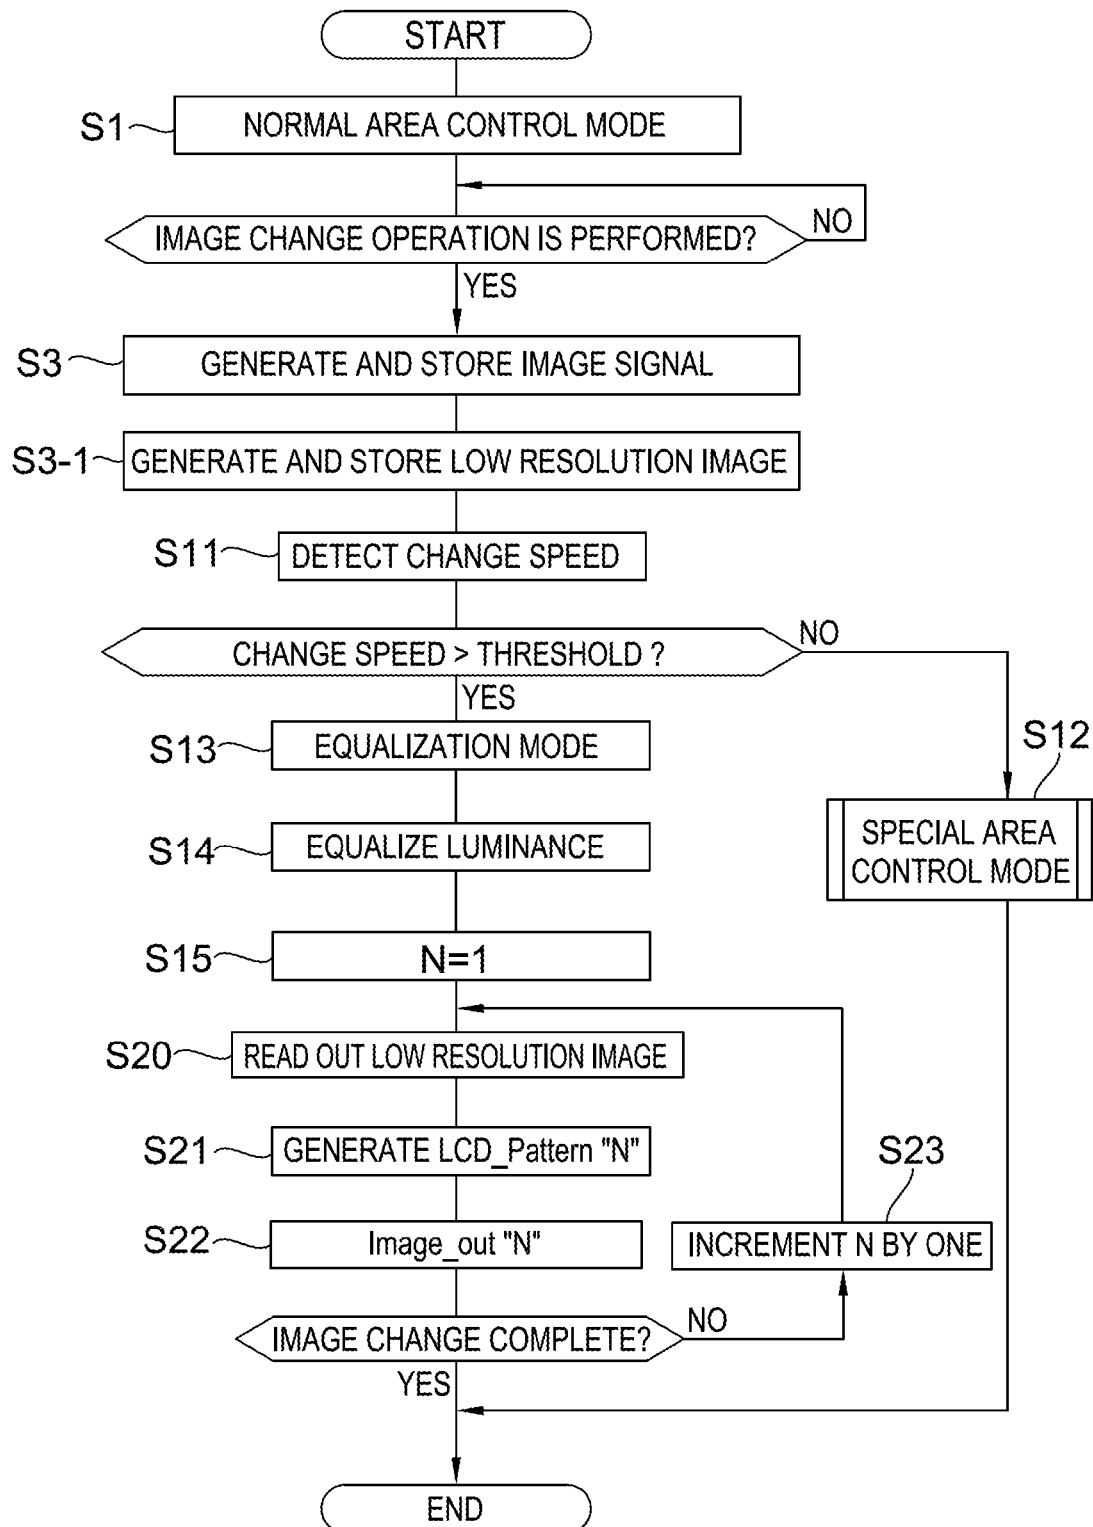 START
S1
NORMAL AREA CONTROL MODE
IMAGE CHANGE OPERATION IS PERFORMED?
NO
YES
S3
GENERATE AND STORE IMAGE SIGNAL
S3-1
GENERATE AND STORE LOW RESOLUTION IMAGE
S11
DETECT CHANGE SPEED
CHANGE SPEED > THRESHOLD ?
NO
YES
S13
EQUALIZATION MODE
S12
SPECIAL AREA
CONTROL MODE
S14
EQUALIZE LUMINANCE
S15
N=1
S20
READ OUT LOW RESOLUTION IMAGE
S21
GENERATE LCD_Pattern "N"
S23
INCREMENT N BY ONE
S22
Image_out "N"
IMAGE CHANGE COMPLETE?
NO
YES
END